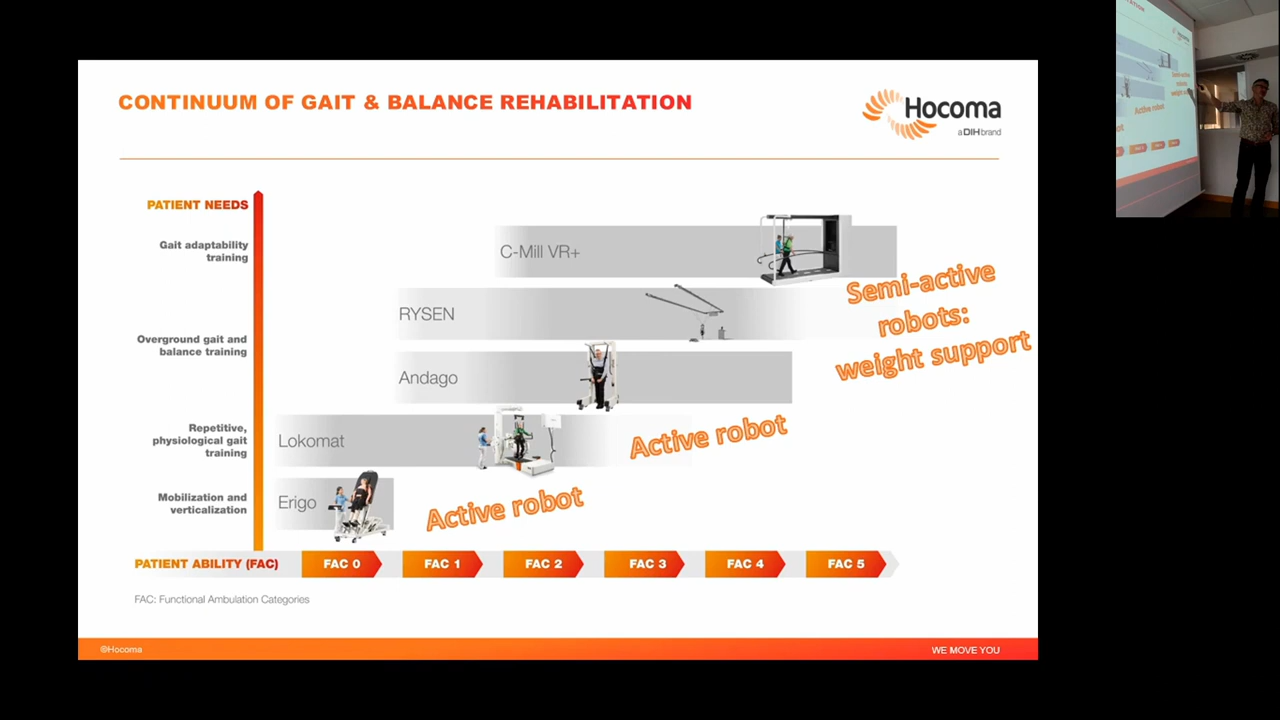 CONTINUUM OF GAIT & BALANCE REHABILITATION
Hocoma
a DIH brand
PATIENT NEEDS
Gait adaptability
training
C-Mill VR+
Semi-active
robots:
weight support
RYSEN
Overground gait and
balance training
Andago
Repetitive,
physiological gait
training
Lokomat
Active robot
Mobilization and
verticalization
Erigo
Active robot
PATIENT ABILITY (FAC)
FAC 0
FAC 1
FAC 2
FAC 3
FAC 4
FAC 5
FAC: Functional Ambulation Categories
©Hocoma
WE MOVE YOU
Active robot